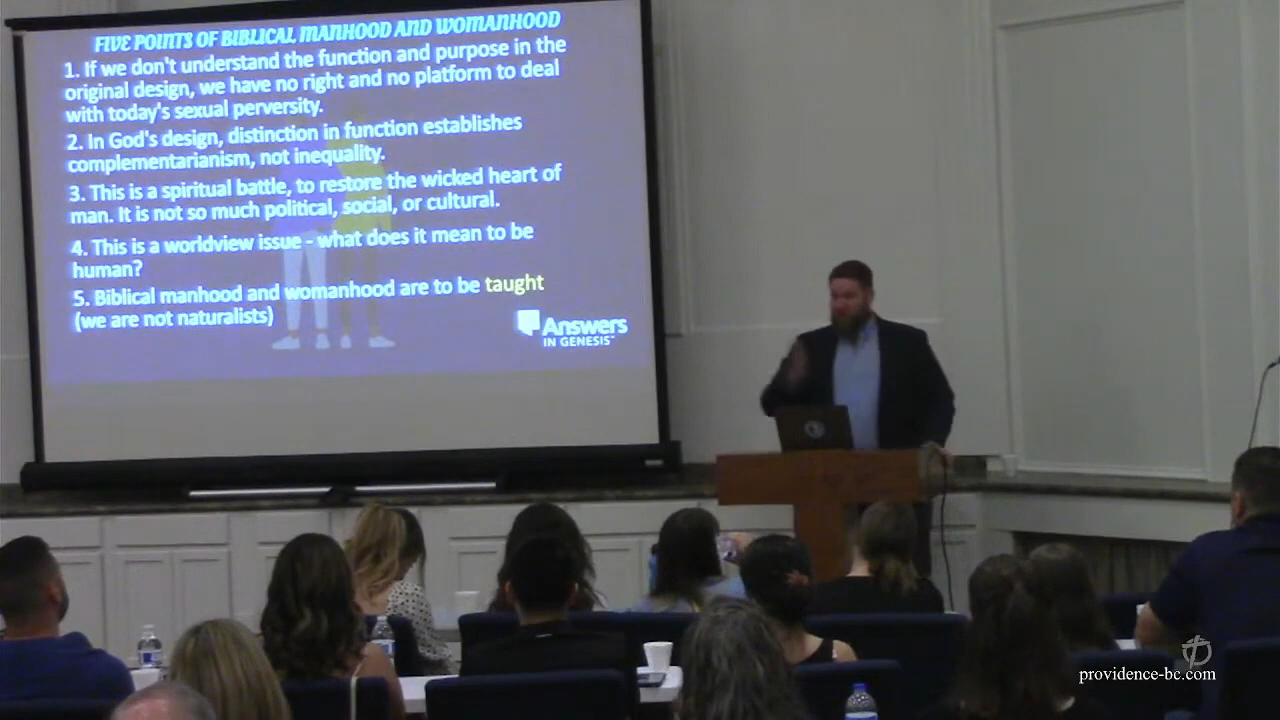 FIVE POINTS OF BIBLICAL MANHOOD AND WOMANHOOD
1. If we don't understand the function and purpose in the
original design, we have no right and no platform to deal
with today's sexual perversity.
2. In God's design, distinction in function establishes
complementarianism, not inequality.
3. This is a spiritual battle, to restore the wicked heart of
man. It is not so much political, social, or cultural.
4. This is a worldview issue - what does it mean to be
human?
5. Biblical manhood and womanhood are to be taught
(we are not naturalists)
Answers
IN GENESIS™
providence-bc.com